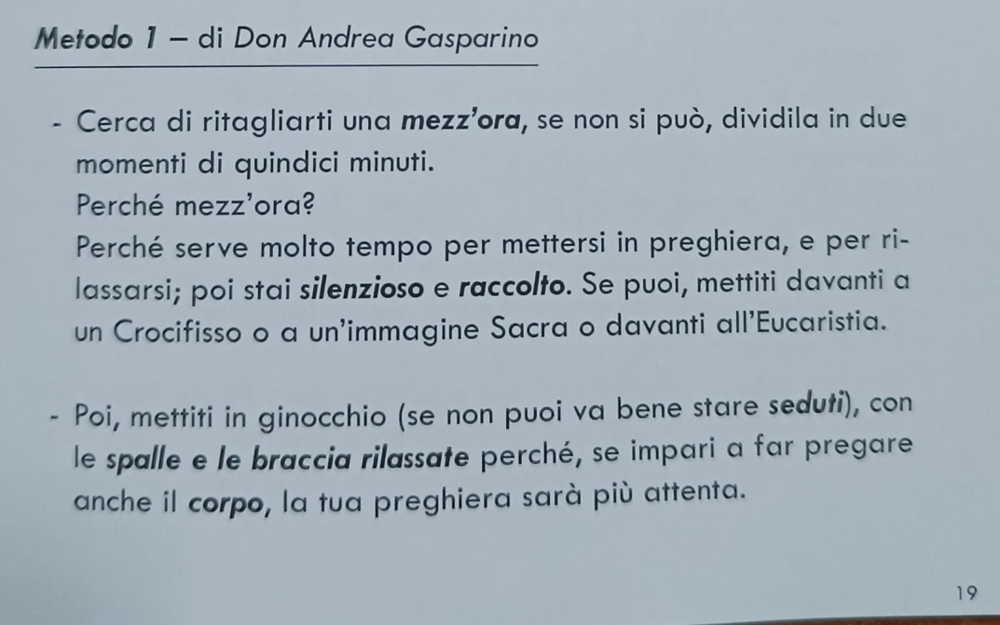 Metodo 1 – di Don Andrea Gasparino
- Cerca di ritagliarti una mezz'ora, se non si può, dividila in due
momenti di quindici minuti.
Perché mezz'ora?
Perché serve molto tempo per mettersi in preghiera, e per ri-
lassarsi; poi stai silenzioso e raccolto. Se puoi, mettiti davanti a
un Crocifisso o a un'immagine Sacra o davanti all'Eucaristia.
- Poi, mettiti in ginocchio (se non puoi va bene stare seduti), con
le spalle e le braccia rilassate perché, se impari a far pregare
anche il corpo, la tua preghiera sarà più attenta.
19